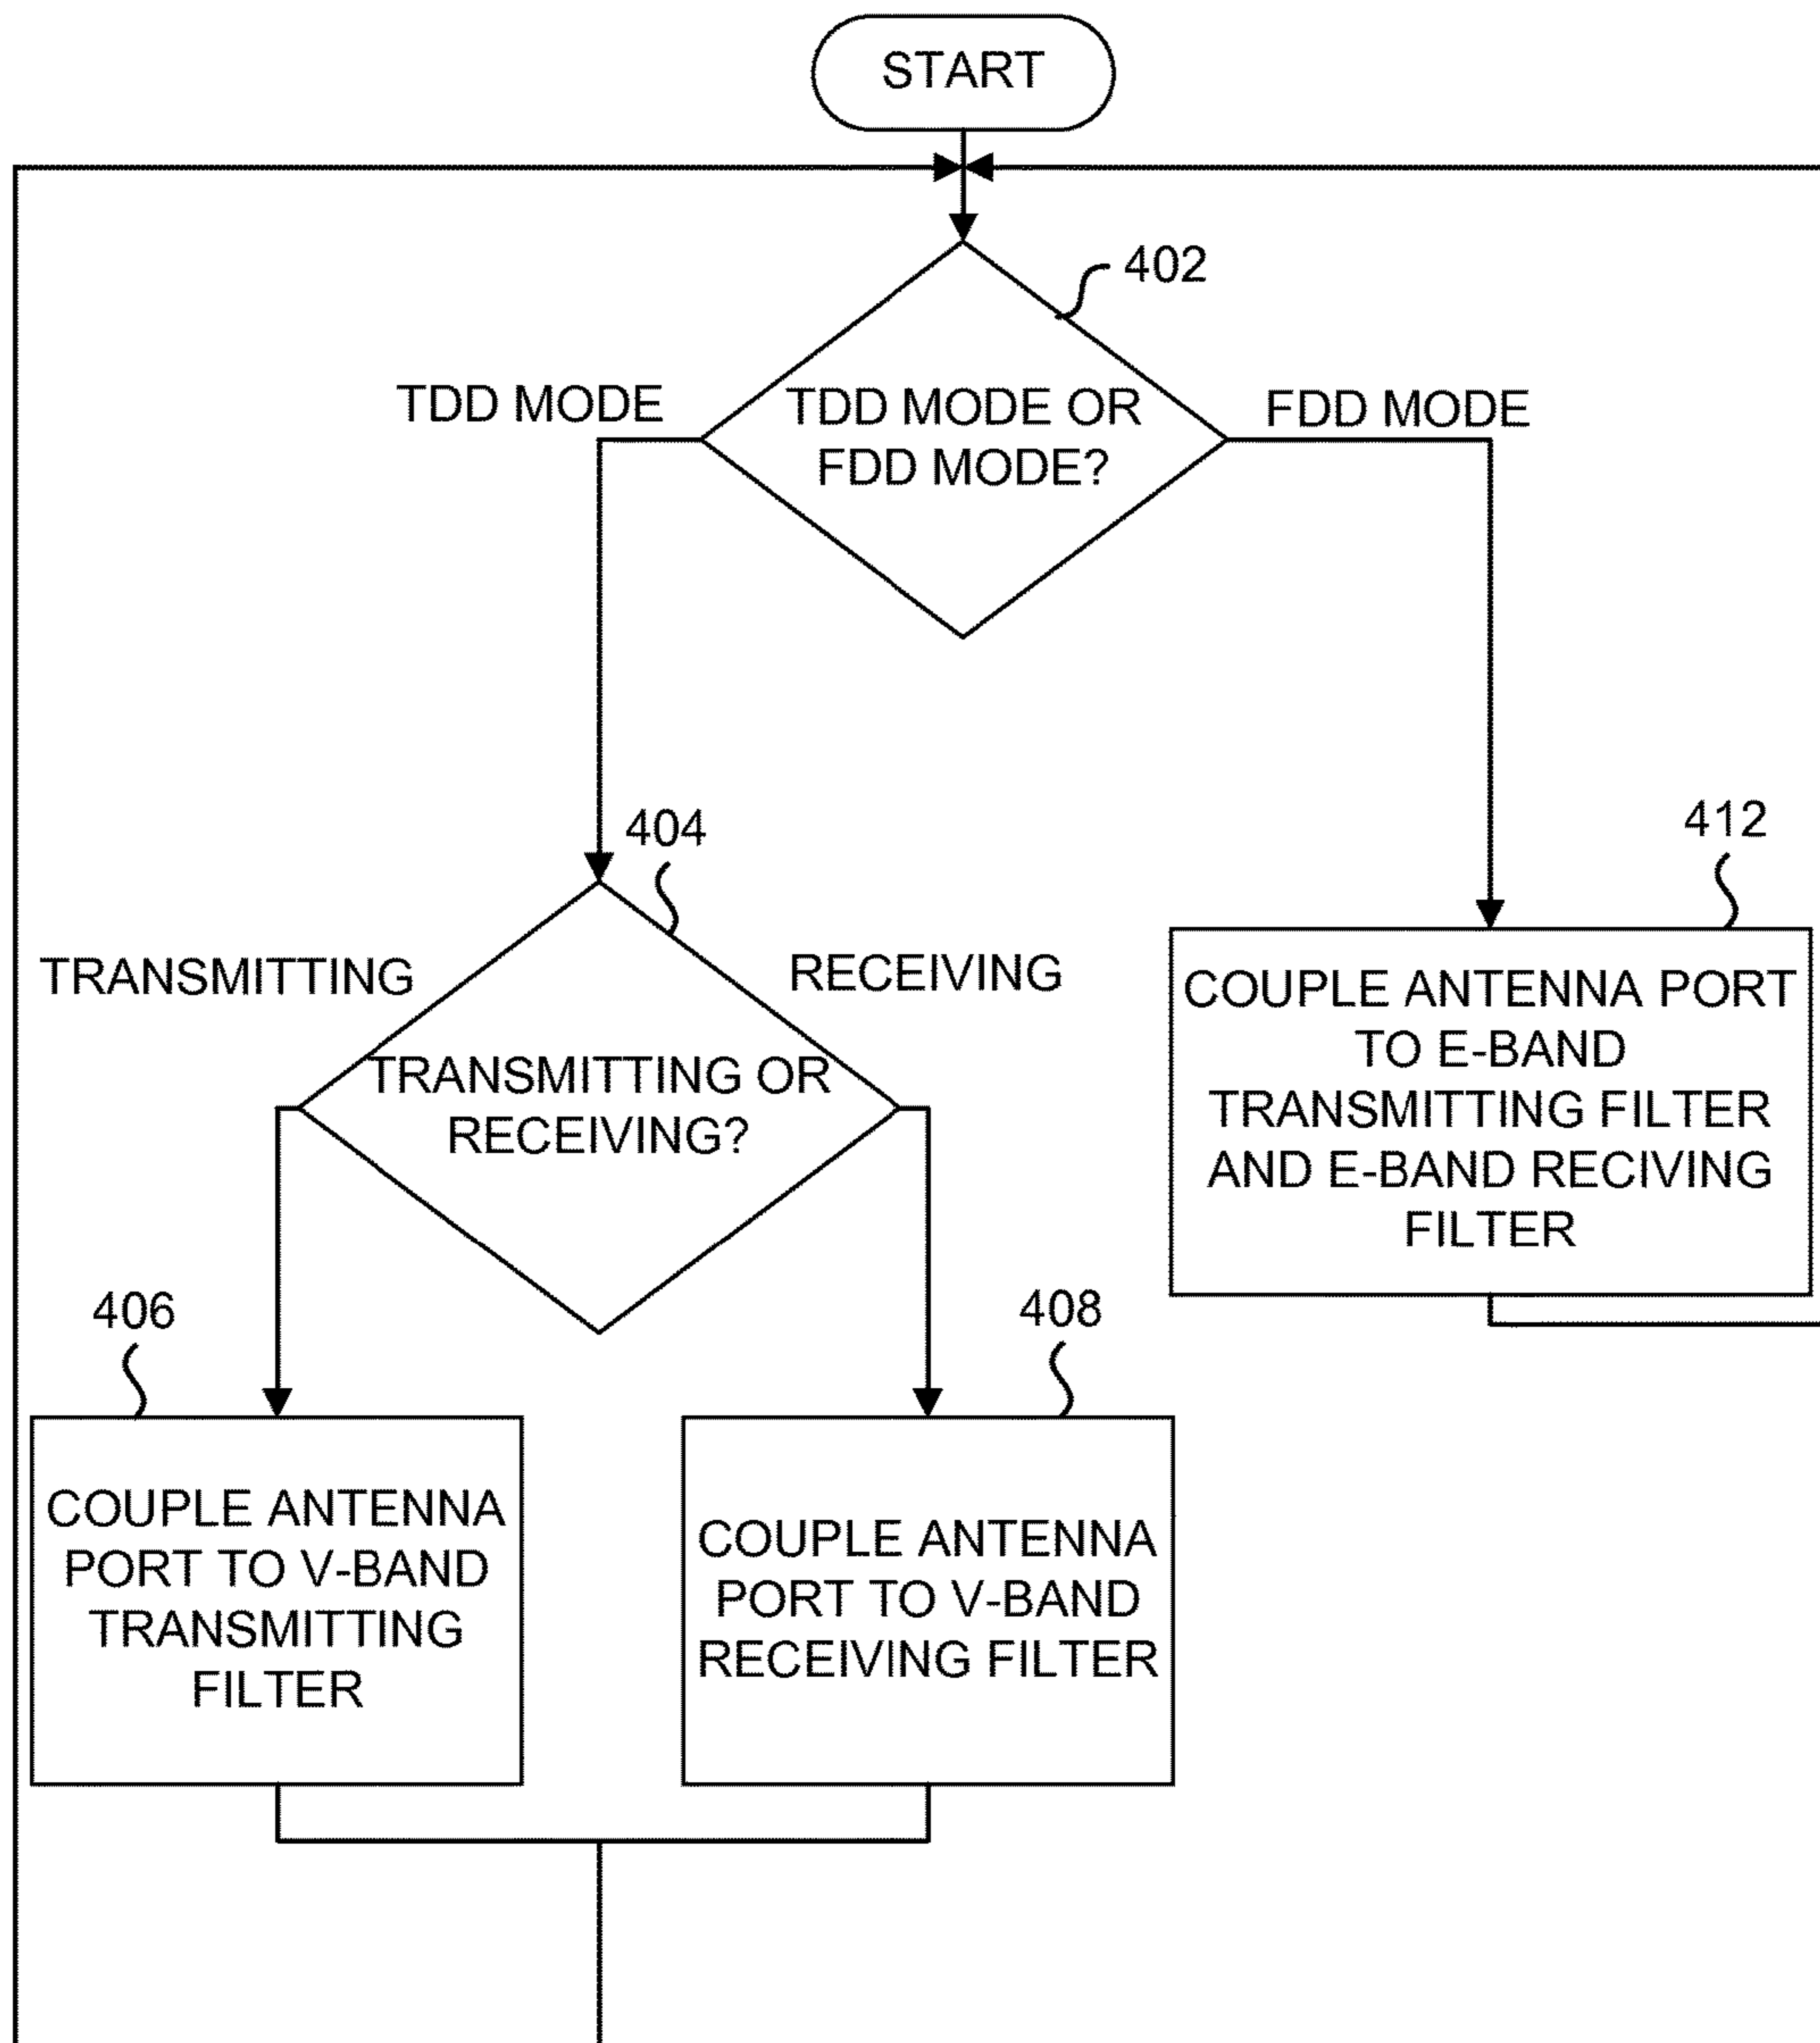 START
402
TDD MODE
TDD MODE OR
FDD MODE?
FDD MODE
404
412
TRANSMITTING
RECEIVING
TRANSMITTING OR
RECEIVING?
COUPLE ANTENNA PORT
TO E-BAND
TRANSMITTING FILTER
AND E-BAND RECIVING
FILTER
406
408
COUPLE ANTENNA
PORT TO V-BAND
TRANSMITTING
FILTER
COUPLE ANTENNA
PORT TO V-BAND
RECEIVING FILTER